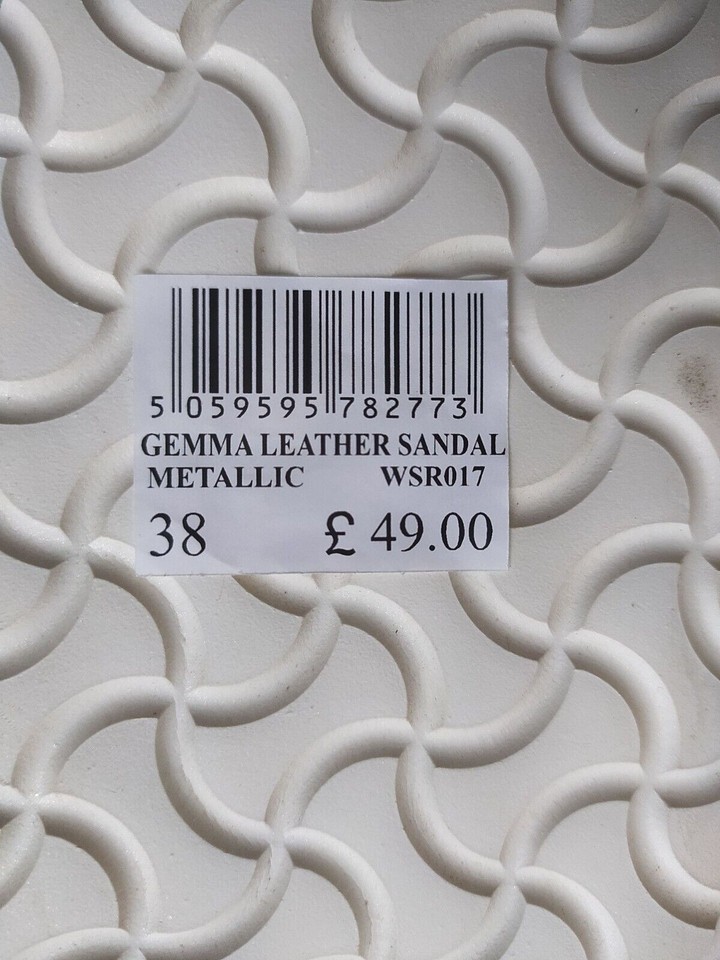 5 059595 782773
GEMMA LEATHER SANDAL
METALLIC WSR017
38 £ 49.00